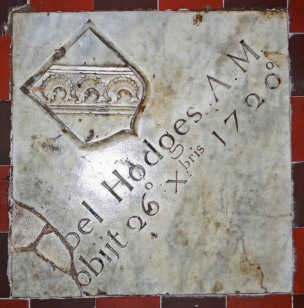 bel Hodges A.M
obijt 26° Xbris 1720°